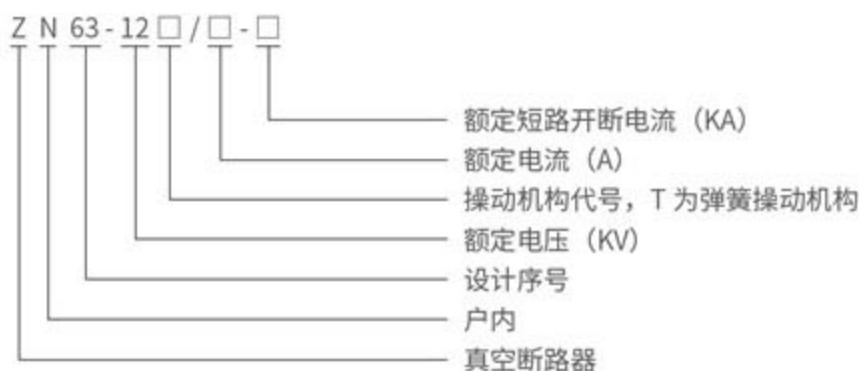 Z N 63-12□/□-□
额定短路开断电流（KA）
额定电流（A）
操动机构代号，T 为弹簧操动机构
额定电压（KV）
设计序号
户内
真空断路器